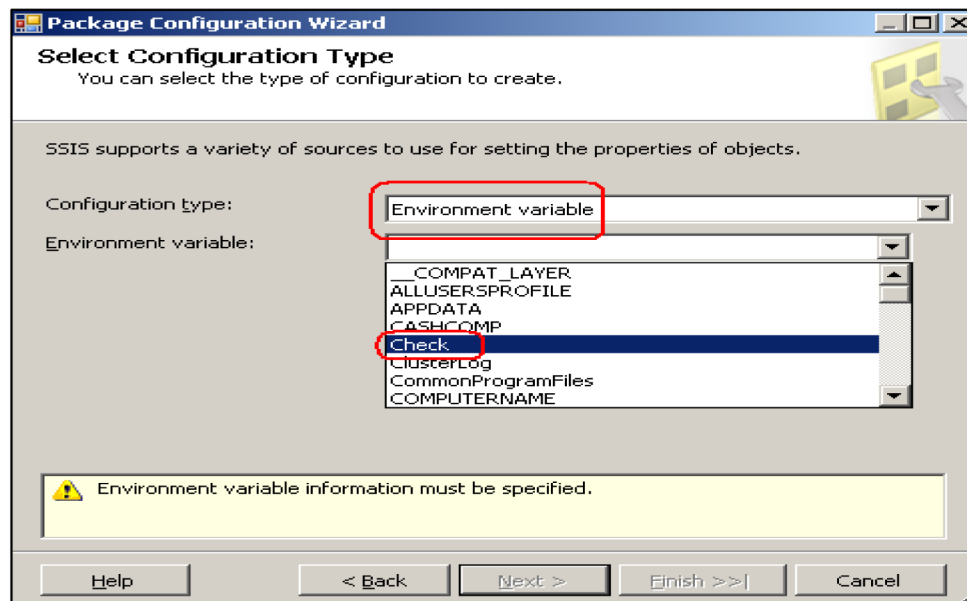 Package Configuration Wizard
Select Configuration Type
You can select the type of configuration to create.
SSIS supports a variety of sources to use for setting the properties of objects.
Configuration type:
Environment variable
Environment variable:
__COMPAT_LAYER
ALLUSERSPROFILE
APPDATA
CASHCOMP
Check
ClusterLog
CommonProgramFiles
COMPUTERNAME
Environment variable information must be specified.
Help
< Back
Next >
Finish >>|
Cancel